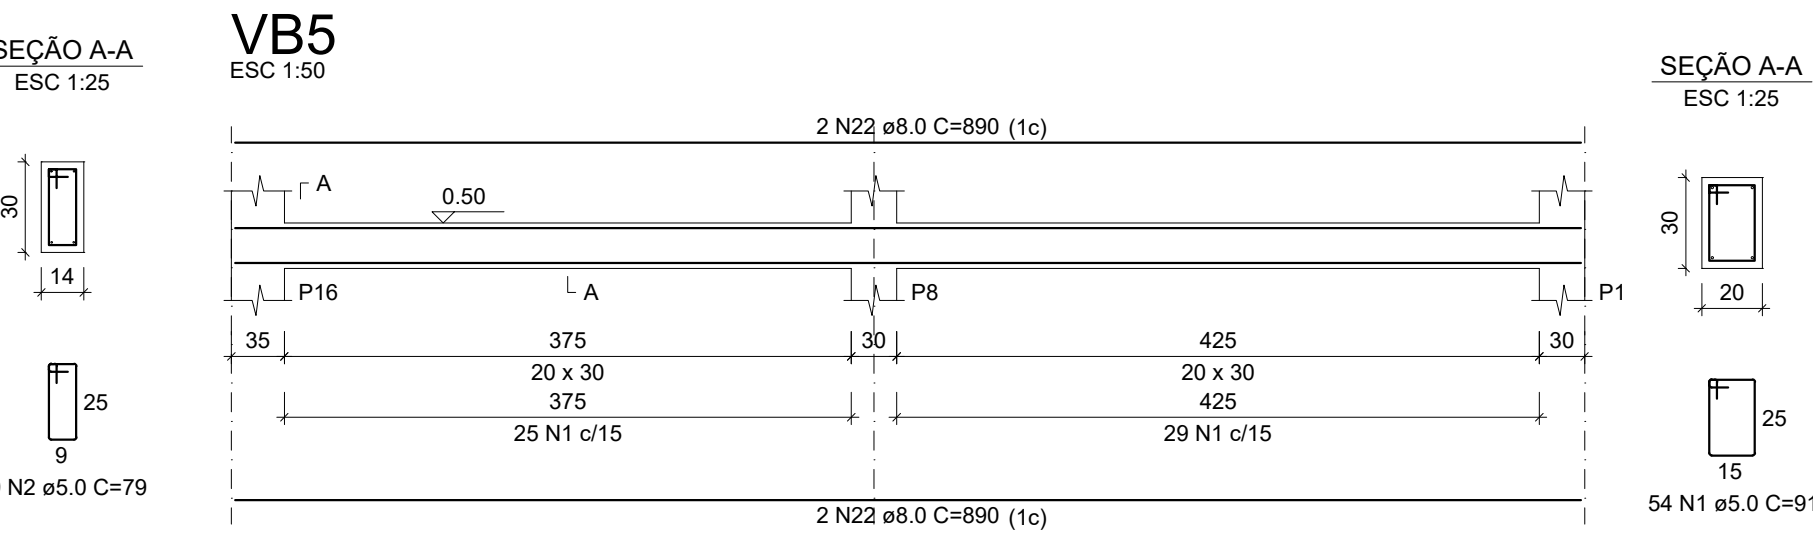 SEÇÃO A-A
ESC 1:25
30
14
25
9
N2 ø5.0 C=79
VB5
ESC 1:50
2 N22 ø8.0 C=890 (1c)
A
0.50
P16
A
P8
P1
35 375 30 425 30
20 x 30 20 x 30
375 425
25 N1 c/15 29 N1 c/15
2 N22 ø8.0 C=890 (1c)
SEÇÃO A-A
ESC 1:25
30
20
25
15
54 N1 ø5.0 C=91